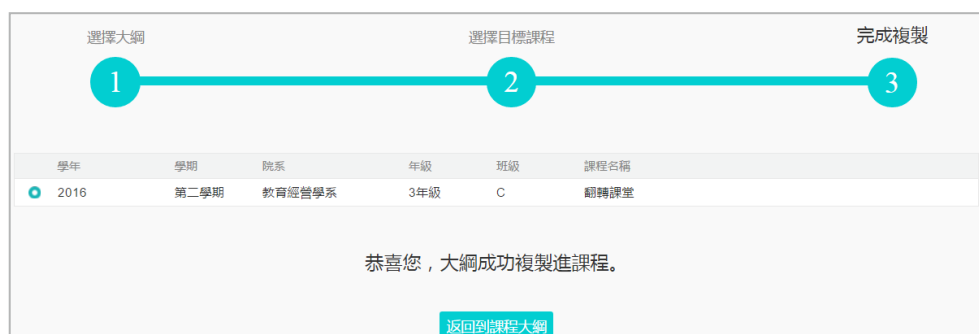 選擇大綱 選擇目標課程 完成複製
1 2 3
學年 學期 院系 年級 班級 課程名稱
2016 第二學期 教育經營學系 3年級 C 翻轉課堂
恭喜您，大綱成功複製進課程。
返回到課程大綱